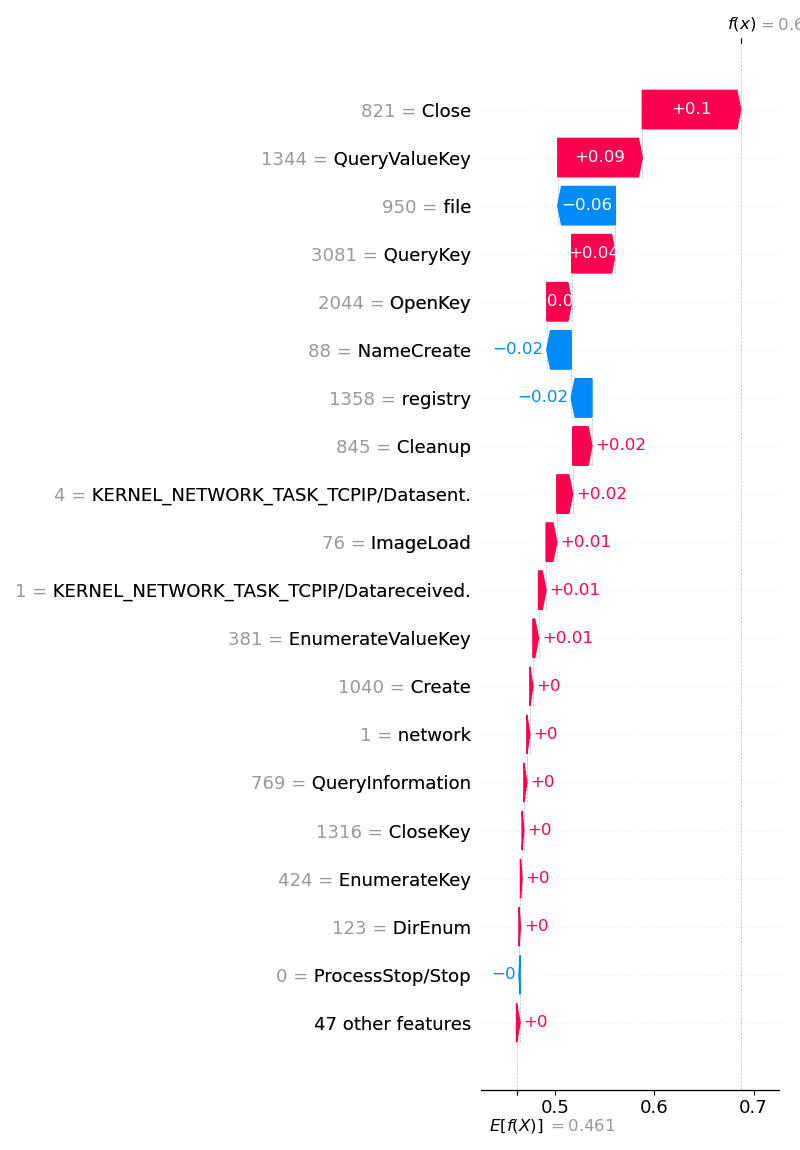 f(x) = 0.6
821 = Close
+0.1
1344 = QueryValueKey
+0.09
950 = file
−0.06
3081 = QueryKey
+0.04
2044 = OpenKey
0.0
88 = NameCreate
−0.02
1358 = registry
−0.02
845 = Cleanup
+0.02
4 = KERNEL_NETWORK_TASK_TCPIP/Datasent.
+0.02
76 = ImageLoad
+0.01
1 = KERNEL_NETWORK_TASK_TCPIP/Datareceived.
+0.01
381 = EnumerateValueKey
+0.01
1040 = Create
+0
1 = network
+0
769 = QueryInformation
+0
1316 = CloseKey
+0
424 = EnumerateKey
+0
123 = DirEnum
+0
0 = ProcessStop/Stop
−0
47 other features
+0
0.5 0.6 0.7
E[f(X)] = 0.461